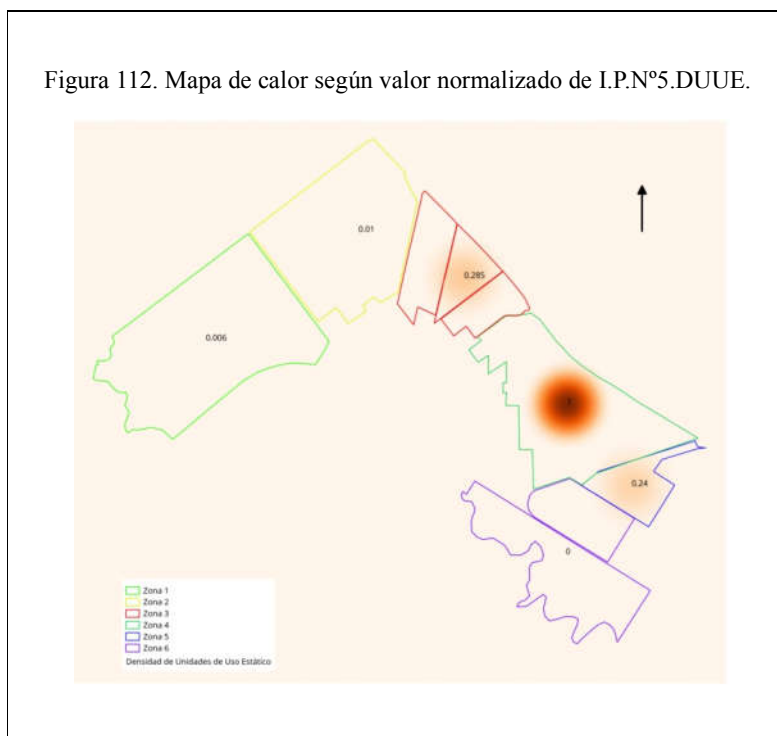 Figura 112. Mapa de calor según valor normalizado de I.P.Nº5.DUUE.
0.01
0.285
0.006
1
0.24
0
Zona 1
Zona 2
Zona 3
Zona 4
Zona 5
Zona 6
Densidad de Unidades de Uso Estático